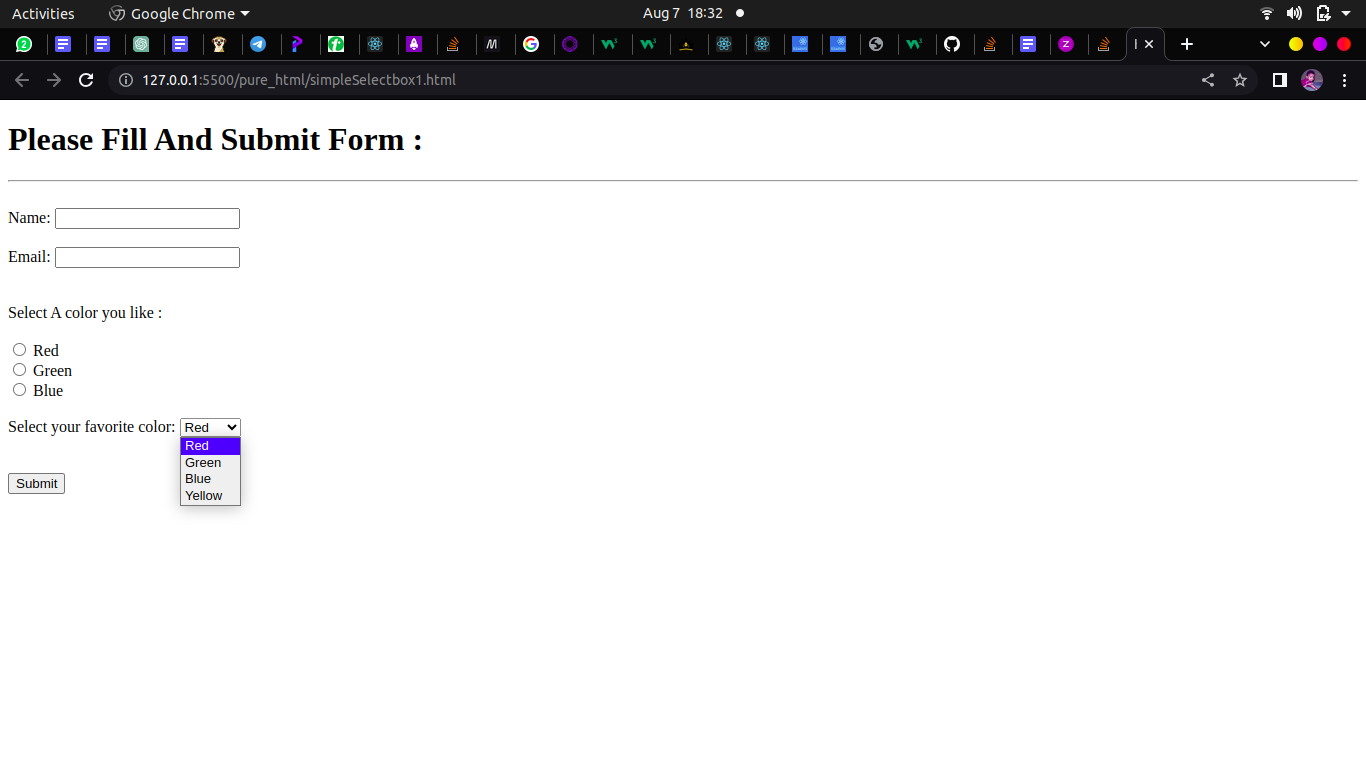 Activities Google Chrome Aug 7 18:32
127.0.0.1:5500/pure_html/simpleSelectbox1.html
Please Fill And Submit Form :
Name:
Email:
Select A color you like :
Red
Green
Blue
Select your favorite color: Red
Red
Green
Blue
Yellow
Submit